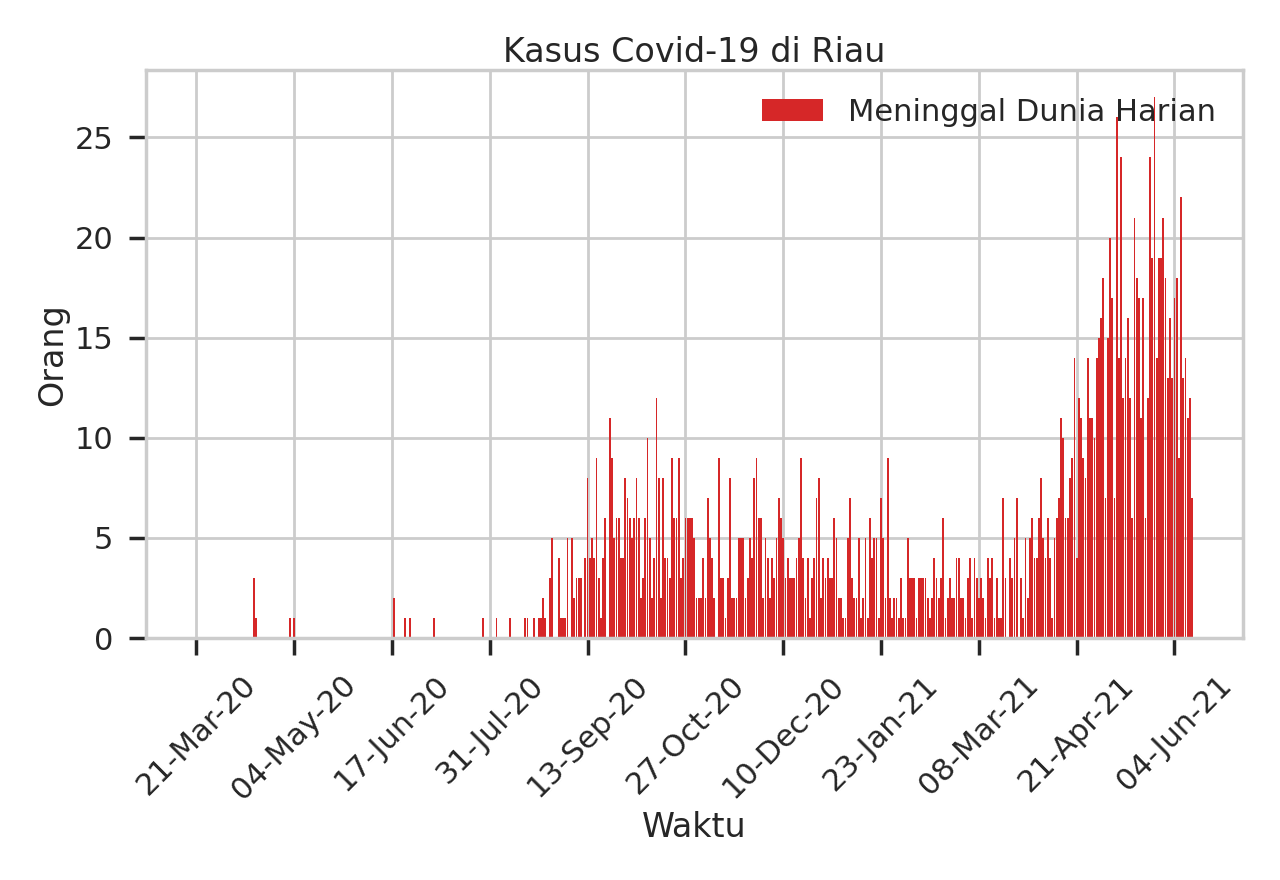 Kasus Covid-19 di Riau
Meninggal Dunia Harian
Orang
25
20
15
10
5
0
21-Mar-20
04-May-20
17-Jun-20
31-Jul-20
13-Sep-20
27-Oct-20
10-Dec-20
23-Jan-21
08-Mar-21
21-Apr-21
04-Jun-21
Waktu